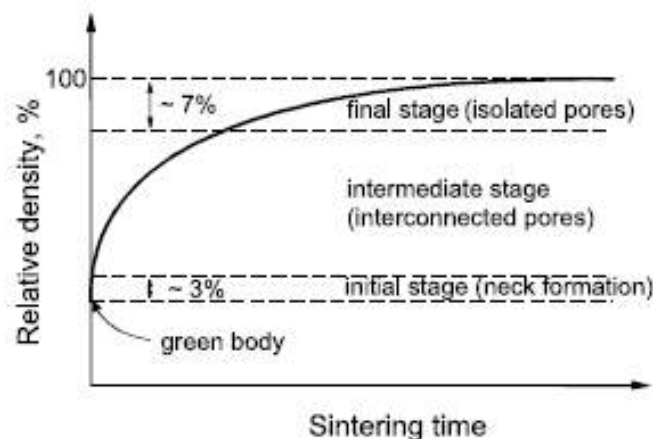 100
~ 7%
final stage (isolated pores)
intermediate stage
(interconnected pores)
~ 3%
initial stage (neck formation)
green body
Relative density, %
Sintering time